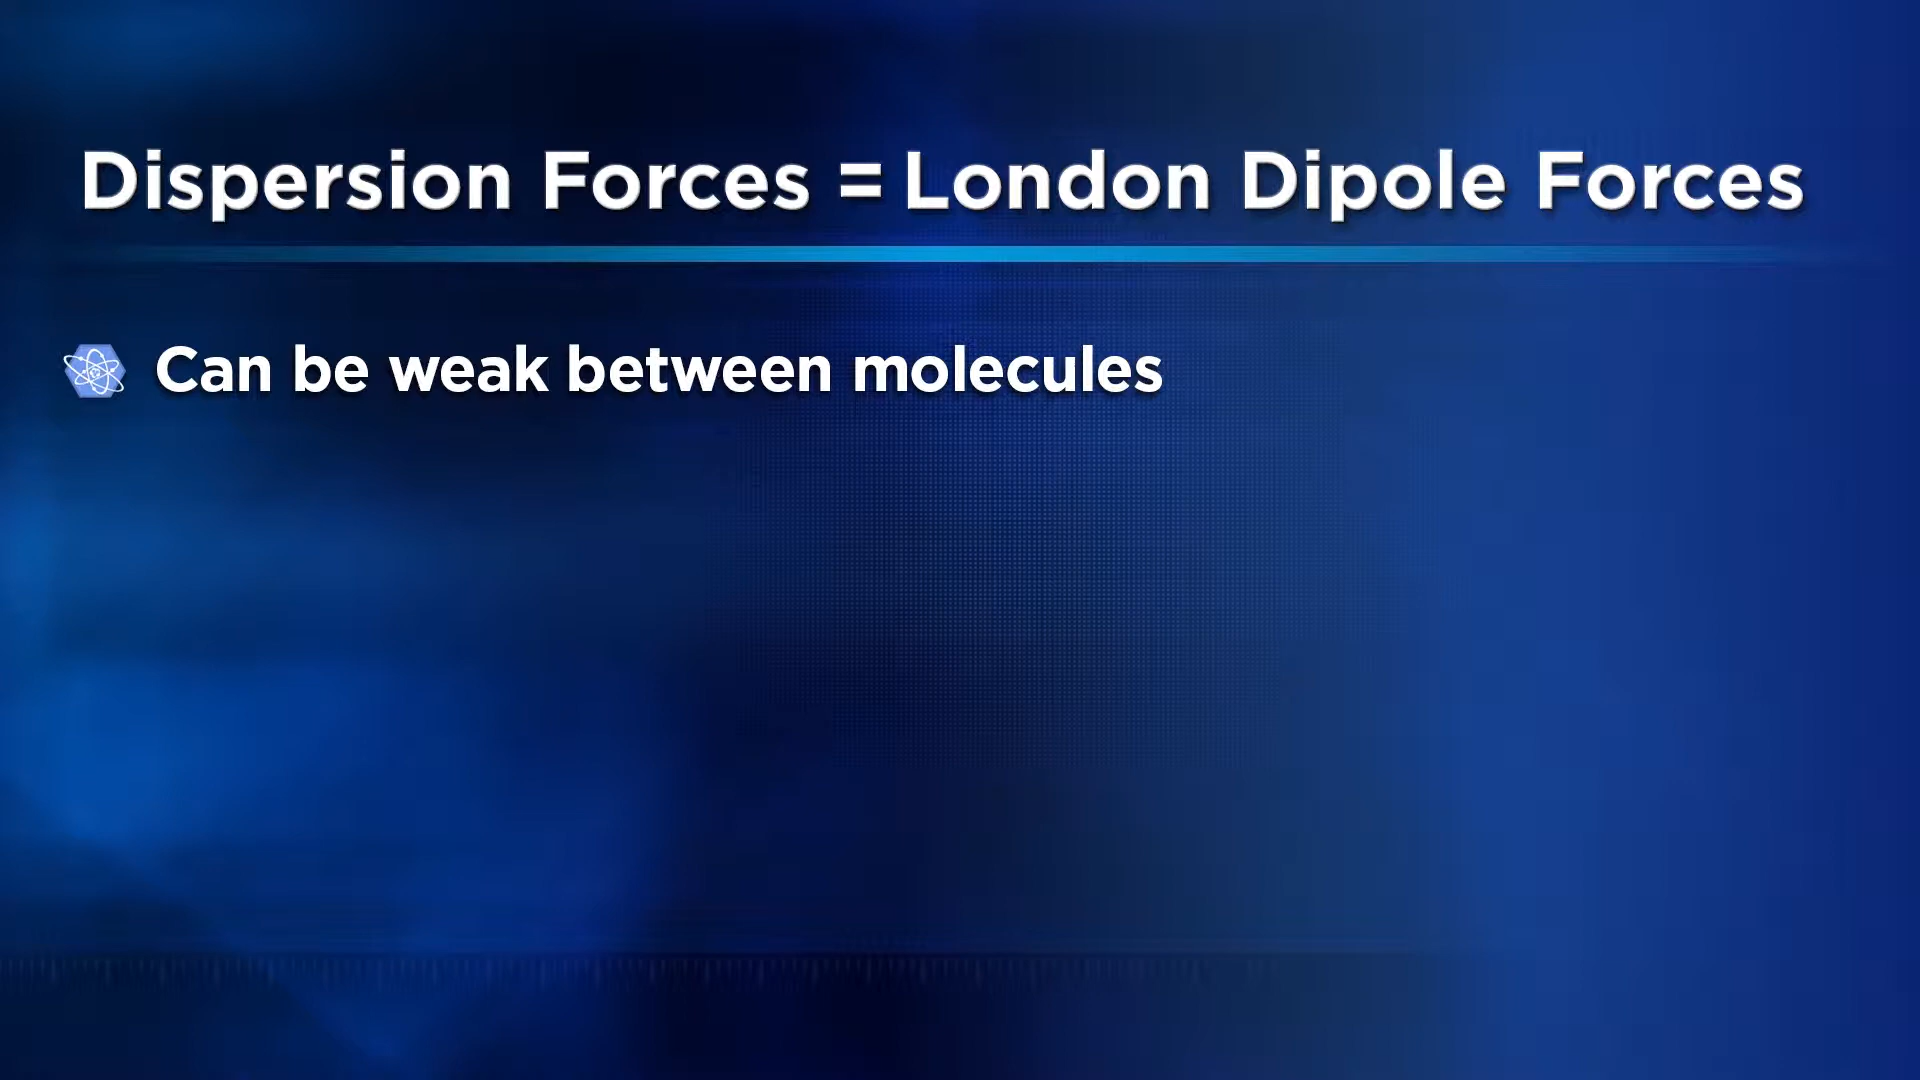 Dispersion Forces = London Dipole Forces
Can be weak between molecules